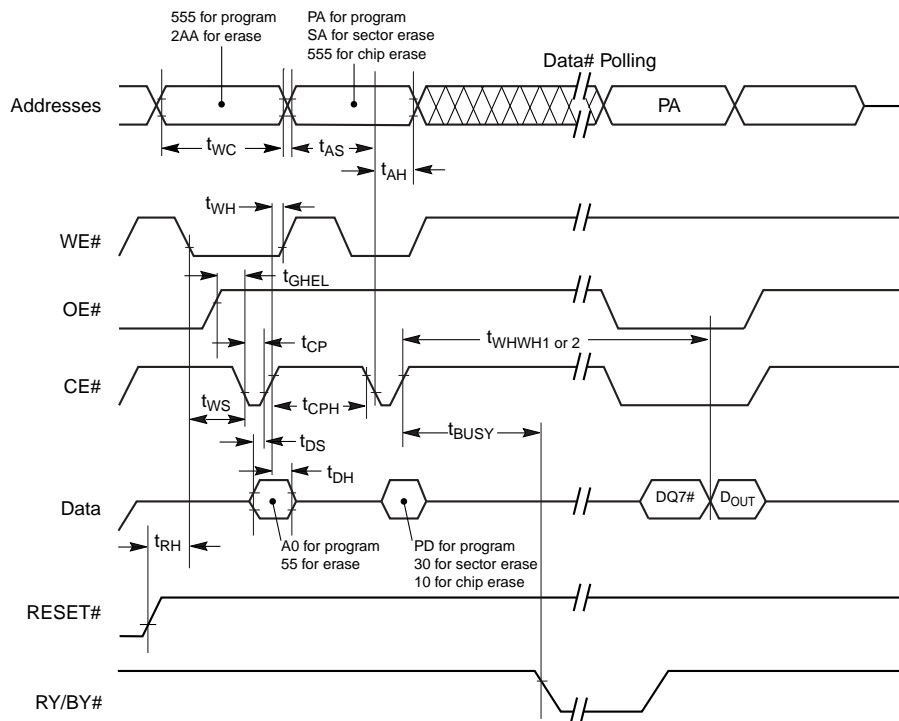 555 for program
2AA for erase
PA for program
SA for sector erase
555 for chip erase
Data# Polling
Addresses
PA
tWC
tAS
tAH
tWH
WE#
tGHEL
OE#
tWHWH1 or 2
tCP
CE#
tWS
tCPH
tBUSY
tDS
tDH
Data
DQ7#
DOUT
tRH
A0 for program
55 for erase
PD for program
30 for sector erase
10 for chip erase
RESET#
RY/BY#